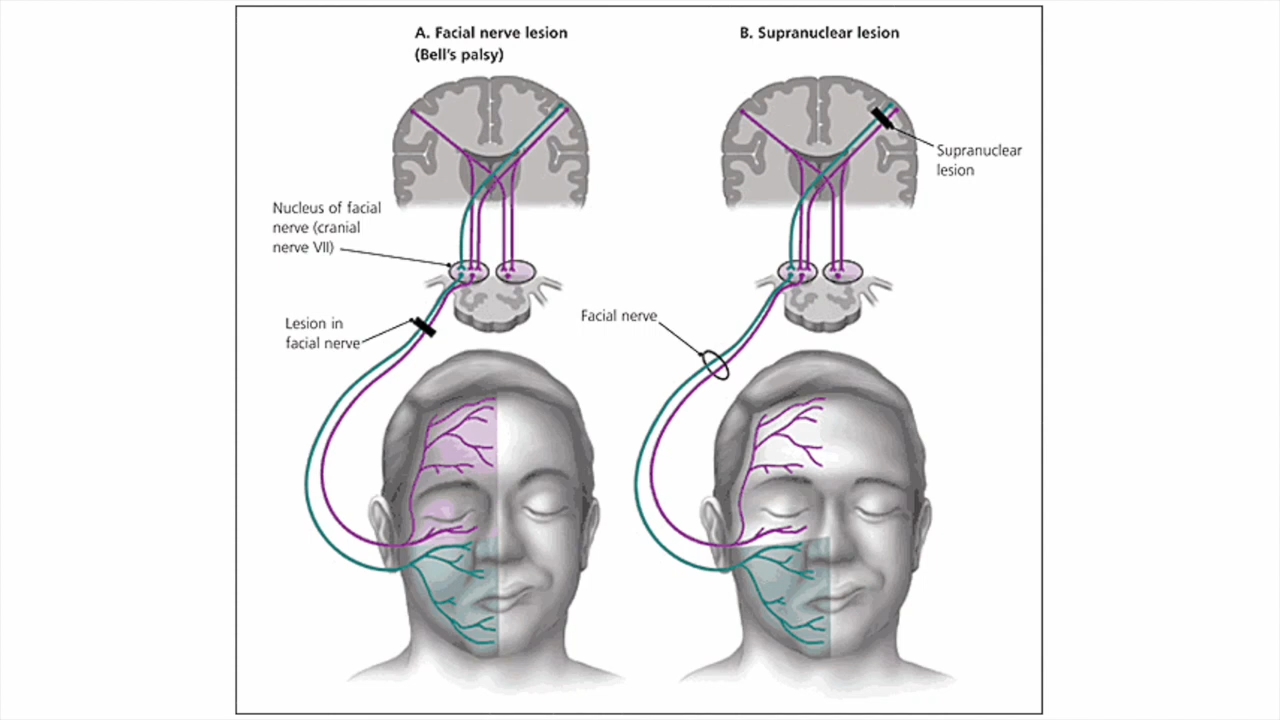 A. Facial nerve lesion
(Bell's palsy)
B. Supranuclear lesion
Supranuclear
lesion
Nucleus of facial
nerve (cranial
nerve VII)
Lesion in
facial nerve
Facial nerve